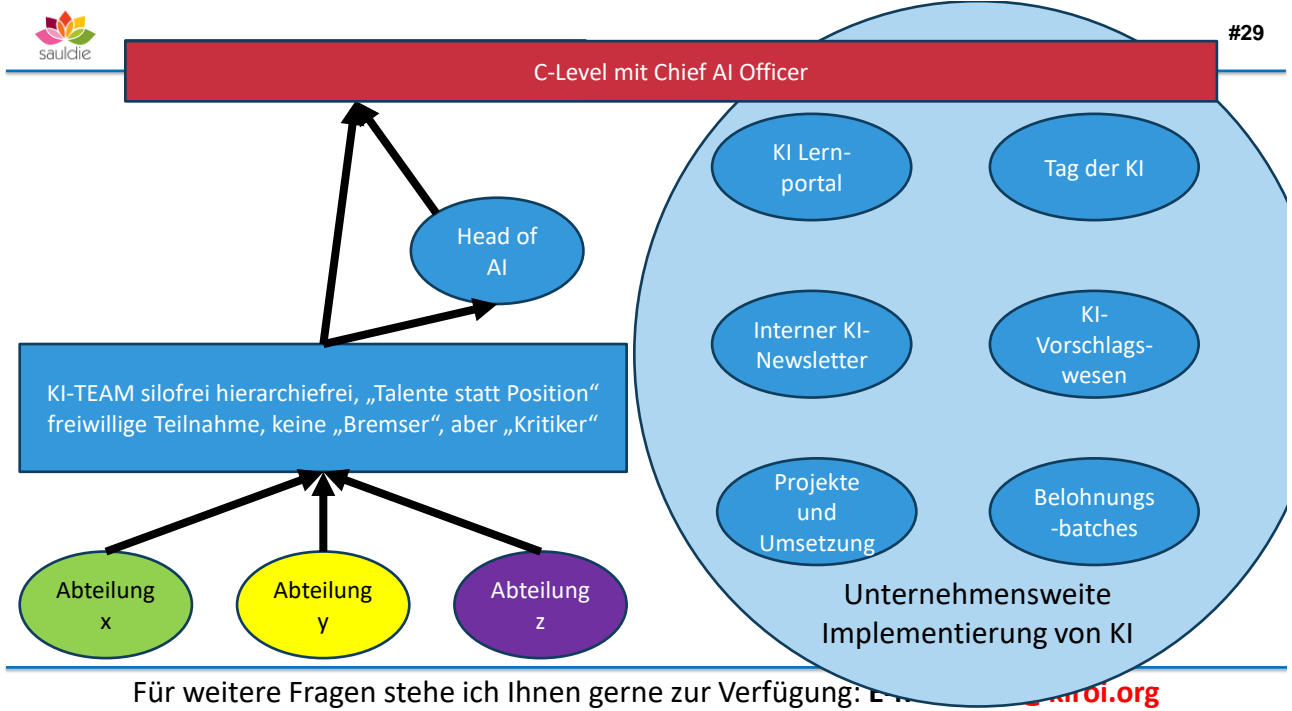 sauldie
#29
C-Level mit Chief AI Officer
KI Lern-
portal
Tag der KI
Head of
AI
Interner KI-
Newsletter
KI-
Vorschlags-
wesen
KI-TEAM silofrei hierarchiefrei, „Talente statt Position“
freiwillige Teilnahme, keine „Bremser“, aber „Kritiker“
Projekte
und
Umsetzung
Belohnungs
-batches
Abteilung
x
Abteilung
y
Abteilung
z
Unternehmensweite
Implementierung von KI
Für weitere Fragen stehe ich Ihnen gerne zur Verfügung: